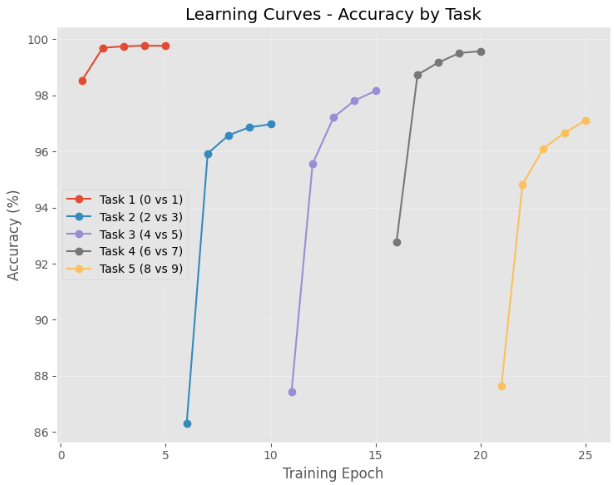 Learning Curves - Accuracy by Task
Accuracy (%)
100
98
96
94
92
90
88
86
Task 1 (0 vs 1)
Task 2 (2 vs 3)
Task 3 (4 vs 5)
Task 4 (6 vs 7)
Task 5 (8 vs 9)
0 5 10 15 20 25
Training Epoch